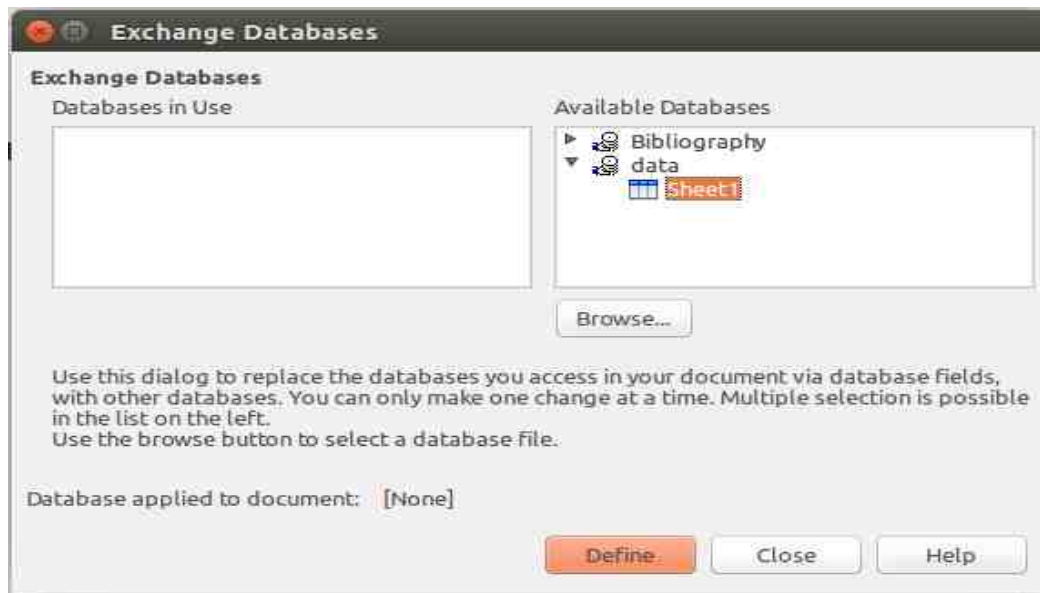 Exchange Databases
Exchange Databases
Databases in Use
Available Databases
Bibliography
data
Sheet1
Browse...
Use this dialog to replace the databases you access in your document via database fields,
with other databases. You can only make one change at a time. Multiple selection is possible
in the list on the left.
Use the browse button to select a database file.
Database applied to document: [None]
Define Close Help